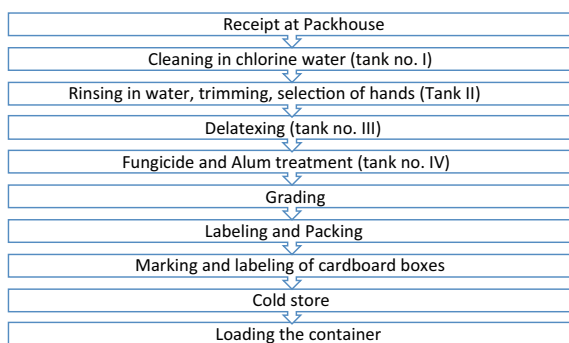 Receipt at Packhouse
Cleaning in chlorine water (tank no. I)
Rinsing in water, trimming, selection of hands (Tank II)
Delatexing (tank no. III)
Fungicide and Alum treatment (tank no. IV)
Grading
Labeling and Packing
Marking and labeling of cardboard boxes
Cold store
Loading the container